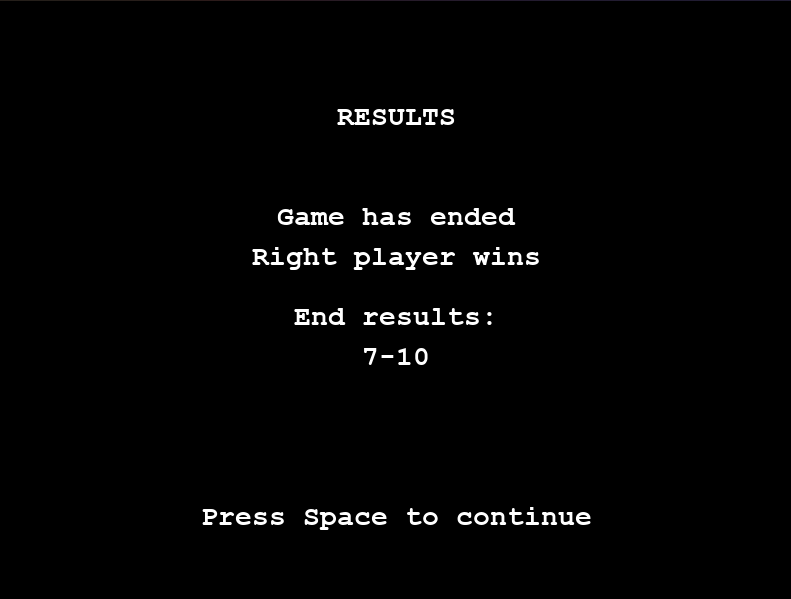 RESULTS
Game has ended
Right player wins
End results:
7-10
Press Space to continue